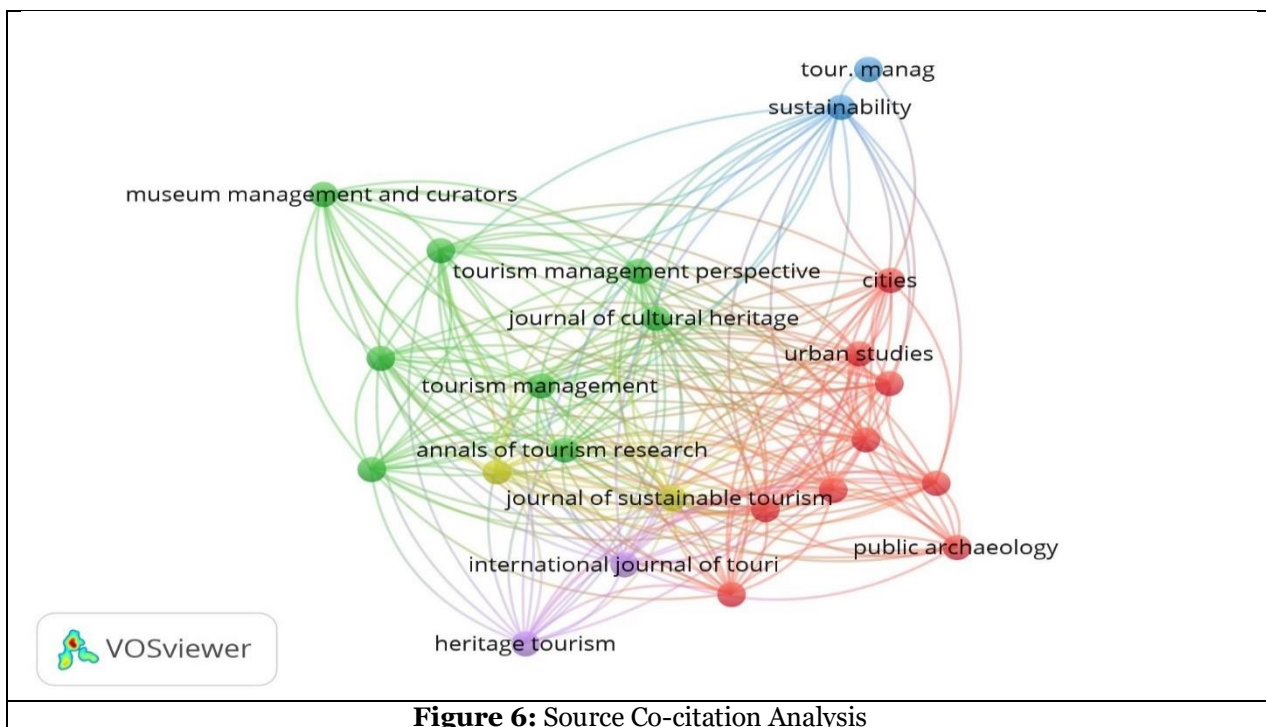 tour. manag
sustainability
museum management and curators
tourism management perspective
cities
journal of cultural heritage
urban studies
tourism management
annals of tourism research
journal of sustainable tourism
public archaeology
international journal of touri
heritage tourism
VOSviewer
Figure 6: Source Co-citation Analysis